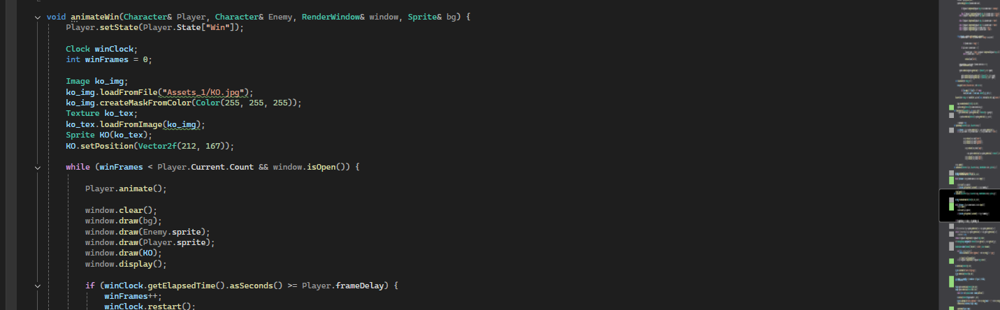 void animateWin(Character& Player, Character& Enemy, RenderWindow& window, Sprite& bg) {
Player.setState(Player.State["Win"]);
Clock winClock;
int winFrames = 0;
Image ko_img;
ko_img.loadFromFile("Assets_1/KO.jpg");
ko_img.createMaskFromColor(Color(255, 255, 255));
Texture ko_tex;
ko_tex.loadFromImage(ko_img);
Sprite KO(ko_tex);
KO.setPosition(Vector2f(212, 167));
while (winFrames < Player.Current.Count && window.isOpen()) {
Player.animate();
window.clear();
window.draw(bg);
window.draw(Enemy.sprite);
window.draw(Player.sprite);
window.draw(KO);
window.display();
if (winClock.getElapsedTime().asSeconds() >= Player.frameDelay) {
winFrames++;
winClock.restart();